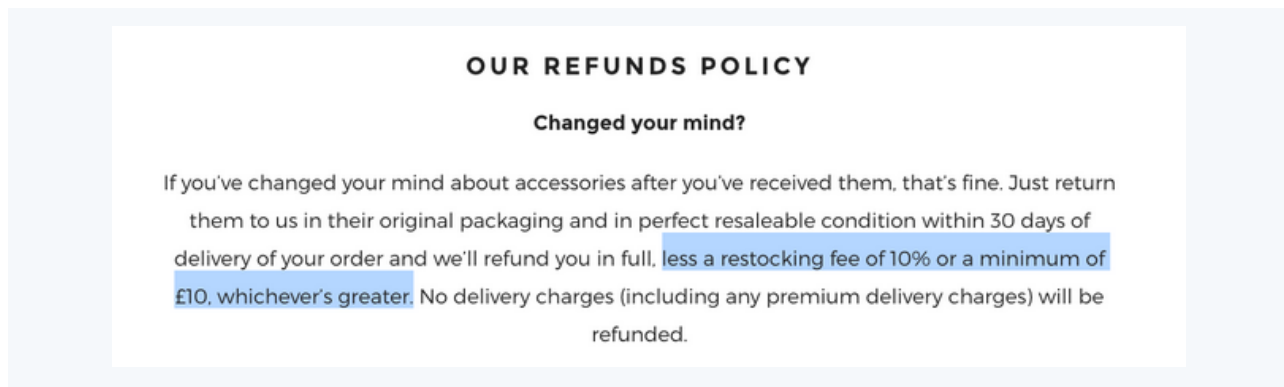 OUR REFUNDS POLICY
Changed your mind?
If you've changed your mind about accessories after you've received them, that's fine. Just return
them to us in their original packaging and in perfect resaleable condition within 30 days of
delivery of your order and we'll refund you in full, less a restocking fee of 10% or a minimum of
£10, whichever's greater. No delivery charges (including any premium delivery charges) will be
refunded.